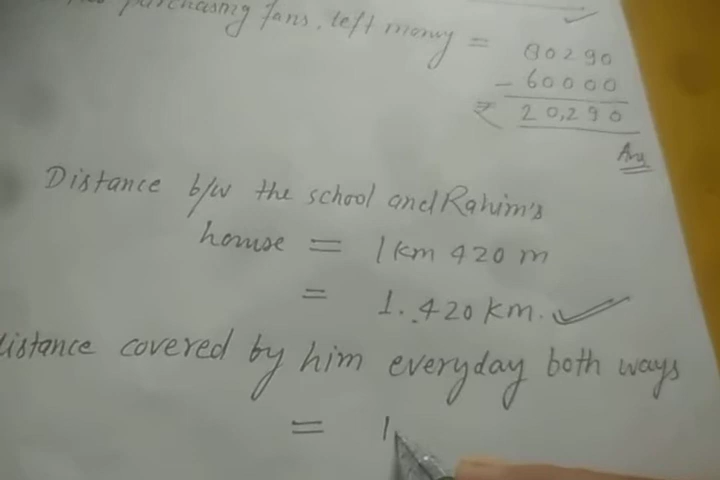 purchasing fans, left money = 80290
- 60000
₹ 20,290
Ans
Distance b/w the school and Rahim's
house = 1 km 420 m
= 1.420 km. ✓
distance covered by him everyday both ways
= 1.